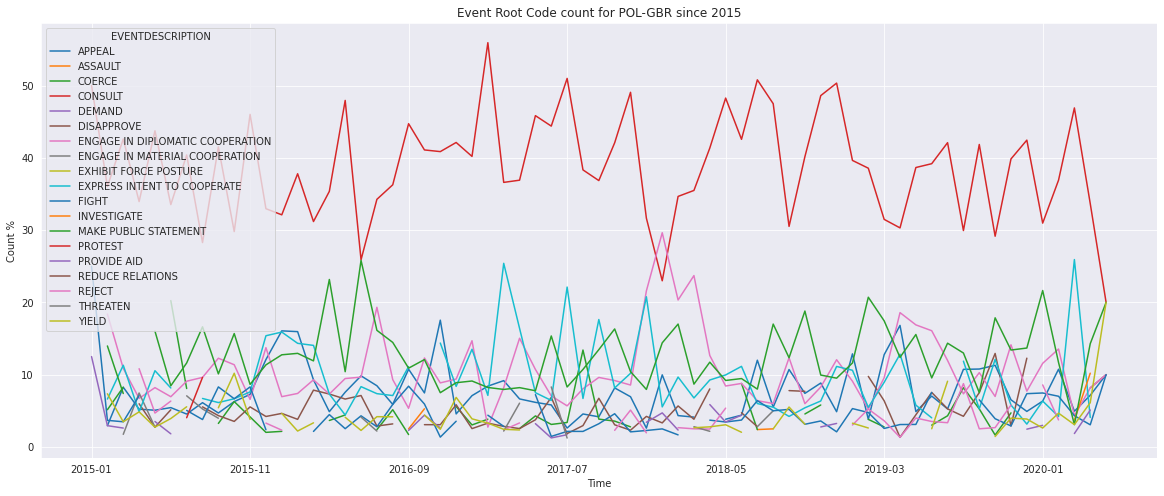 Event Root Code count for POL-GBR since 2015
EVENTDESCRIPTION
APPEAL
ASSAULT
COERCE
CONSULT
DEMAND
DISAPPROVE
ENGAGE IN DIPLOMATIC COOPERATION
ENGAGE IN MATERIAL COOPERATION
EXHIBIT FORCE POSTURE
EXPRESS INTENT TO COOPERATE
FIGHT
INVESTIGATE
MAKE PUBLIC STATEMENT
PROTEST
PROVIDE AID
REDUCE RELATIONS
REJECT
THREATEN
YIELD
Count %
50
40
30
20
10
0
2015-01 2015-11 2016-09 2017-07 2018-05 2019-03 2020-01
Time